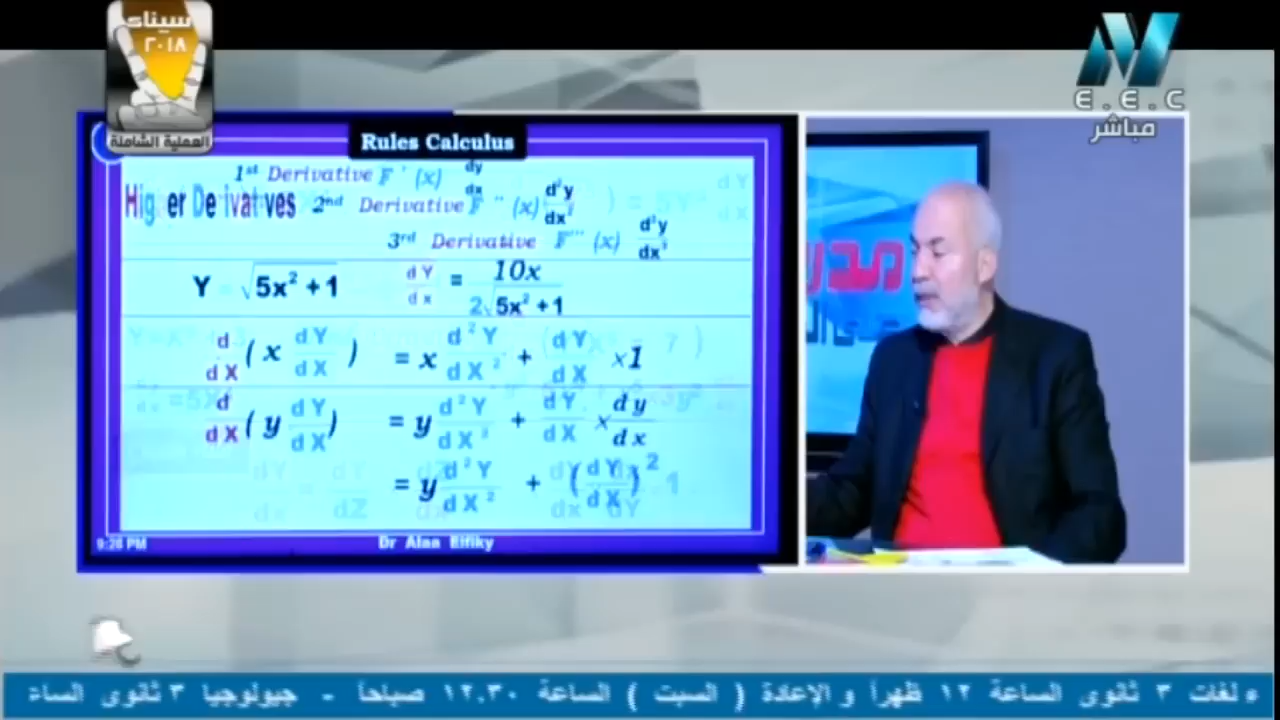 سيناء
٢٠١٨
العملية الشاملة
E.E.C
مباشر
Rules Calculus
1st Derivative F '(x) dy/dx
Higher Derivatives 2nd Derivative F ''(x) d²y/dx²
3rd Derivative F'''(x) d³y/dx³
Y = √5x² + 1 dY/dx = 10x / 2√5x² + 1
d/dX ( x dY/dX ) = x d²Y/dX² + dY/dX ×1
d/dX ( y dY/dX ) = y d²Y/dX² + dY/dX × dy/dx
= y d²Y/dX² + (dY/dX)²
9:28 PM Dr Alaa Elfiky
مدر
لغات ٣ ثانوى الساعة ١٢ ظهراً و الإعادة ( السبت ) الساعة ١٢.٣٠ صباحاً - جيولوجيا ٣ ثانوى